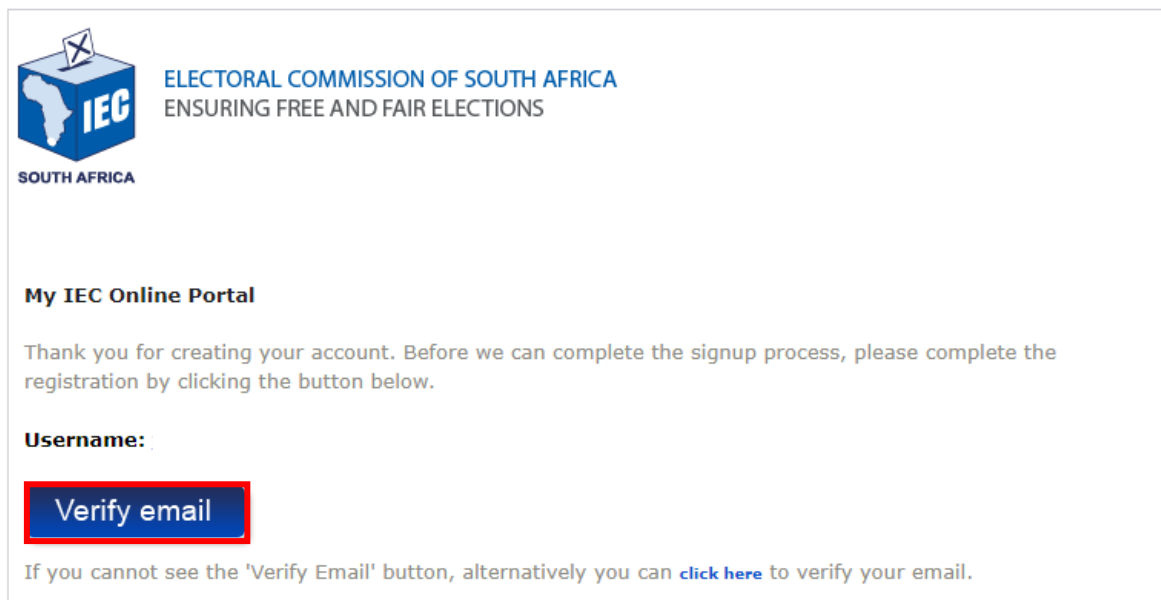 IEC
SOUTH AFRICA
ELECTORAL COMMISSION OF SOUTH AFRICA
ENSURING FREE AND FAIR ELECTIONS
My IEC Online Portal
Thank you for creating your account. Before we can complete the signup process, please complete the
registration by clicking the button below.
Username:
Verify email
If you cannot see the 'Verify Email' button, alternatively you can click here to verify your email.